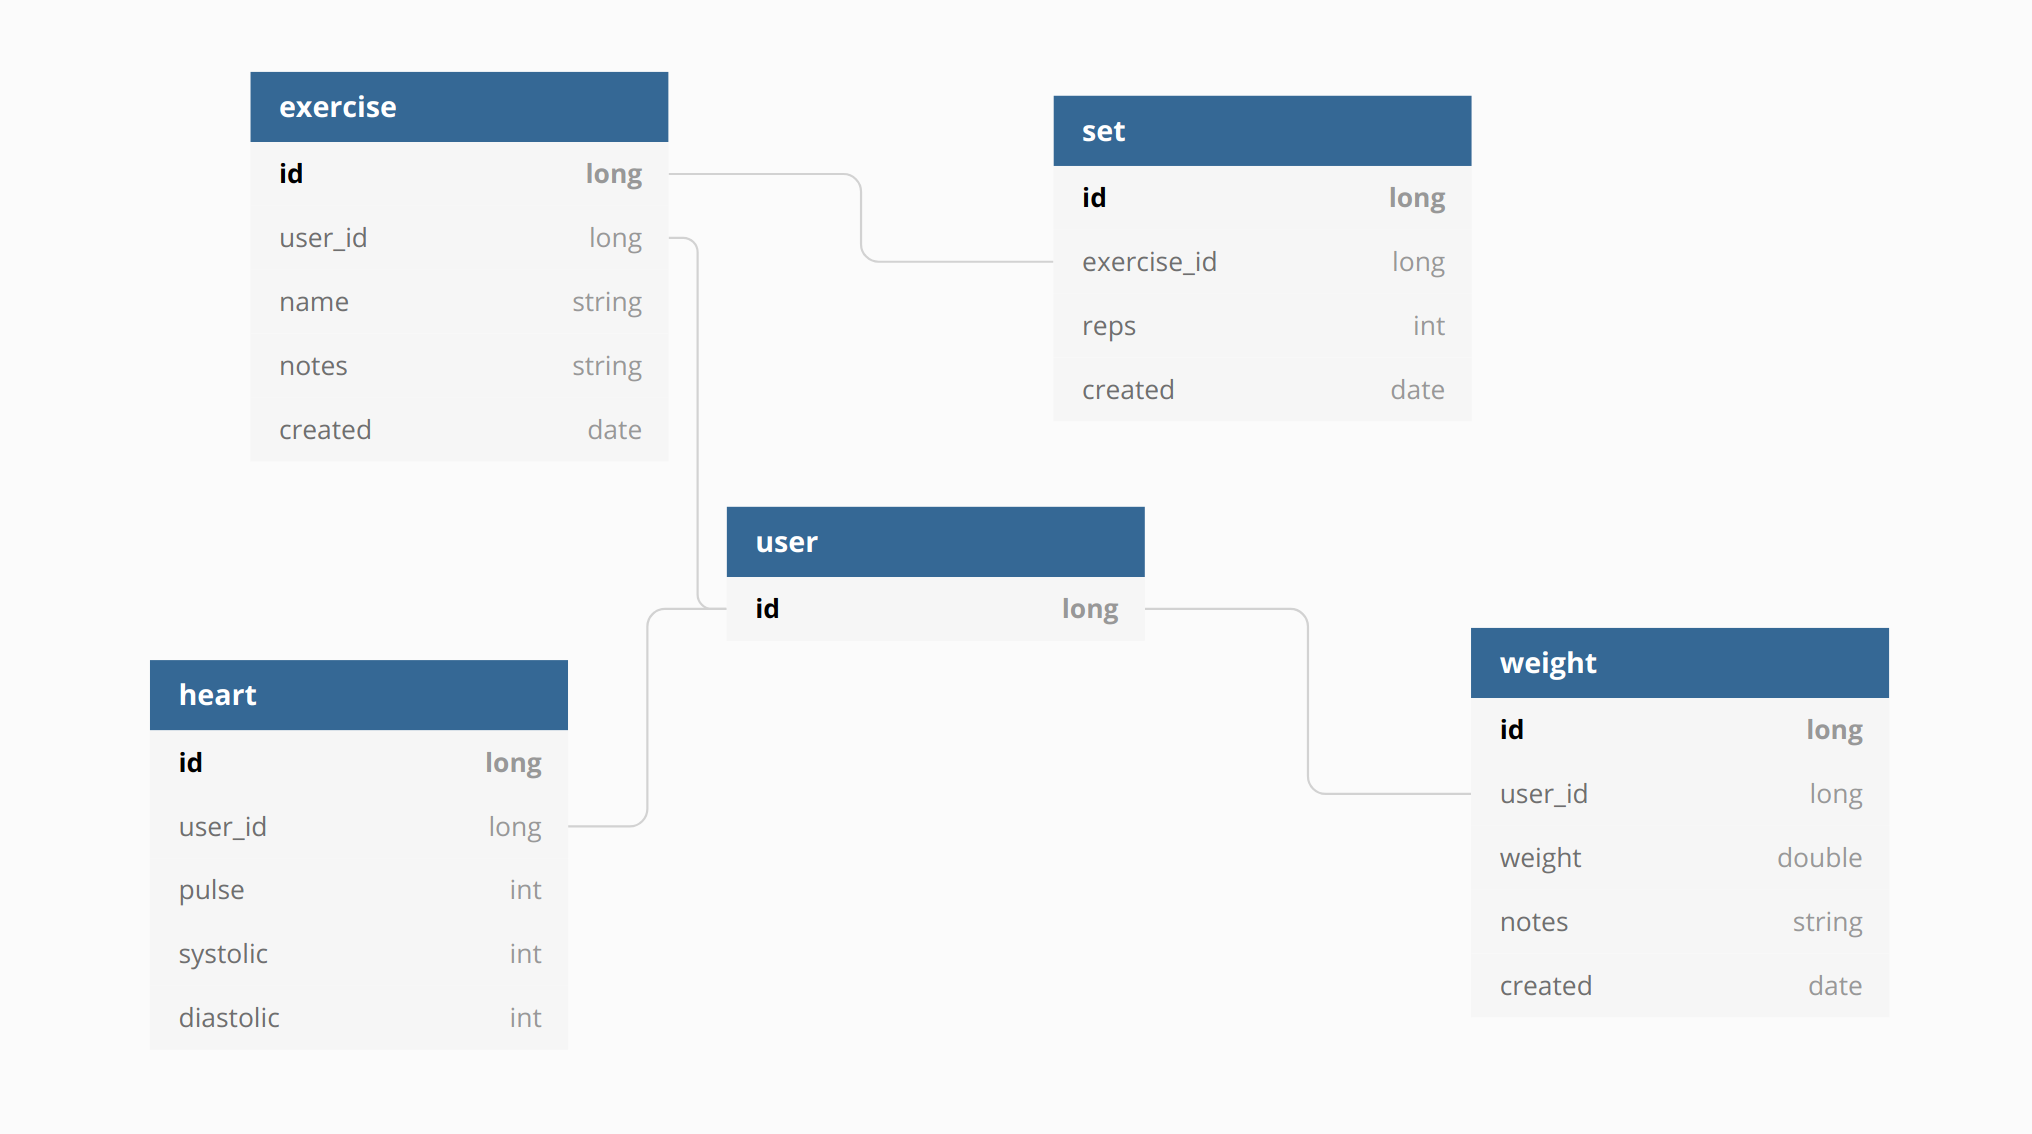 exercise
id long
user_id long
name string
notes string
created date
set
id long
exercise_id long
reps int
created date
user
id long
heart
id long
user_id long
pulse int
systolic int
diastolic int
weight
id long
user_id long
weight double
notes string
created date